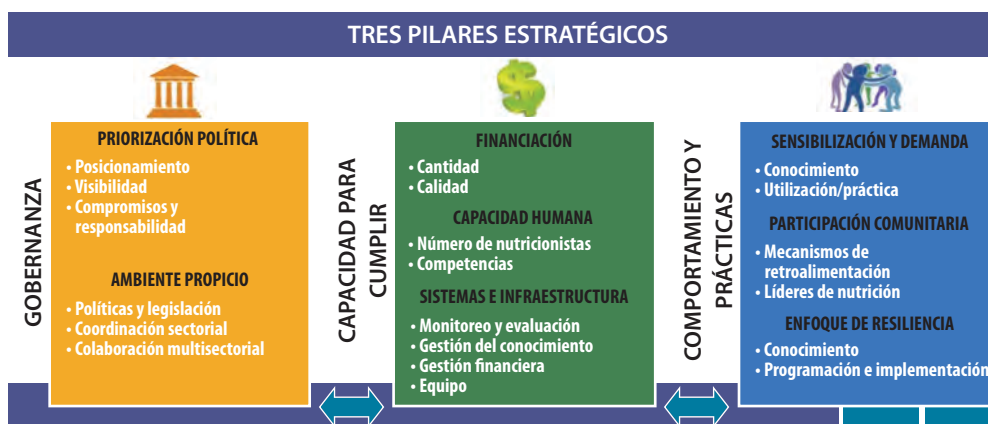 TRES PILARES ESTRATÉGICOS
GOBERNANZA
PRIORIZACIÓN POLÍTICA
• Posicionamiento
• Visibilidad
• Compromisos y
responsabilidad
AMBIENTE PROPICIO
• Políticas y legislación
• Coordinación sectorial
• Colaboración multisectorial
CAPACIDAD PARA
CUMPLIR
FINANCIACIÓN
• Cantidad
• Calidad
CAPACIDAD HUMANA
• Número de nutricionistas
• Competencias
SISTEMAS E INFRAESTRUCTURA
• Monitoreo y evaluación
• Gestión del conocimiento
• Gestión financiera
• Equipo
COMPORTAMIENTO Y
PRÁCTICAS
SENSIBILIZACIÓN Y DEMANDA
• Conocimiento
• Utilización/práctica
PARTICIPACIÓN COMUNITARIA
• Mecanismos de
retroalimentación
• Líderes de nutrición
ENFOQUE DE RESILIENCIA
• Conocimiento
• Programación e implementación